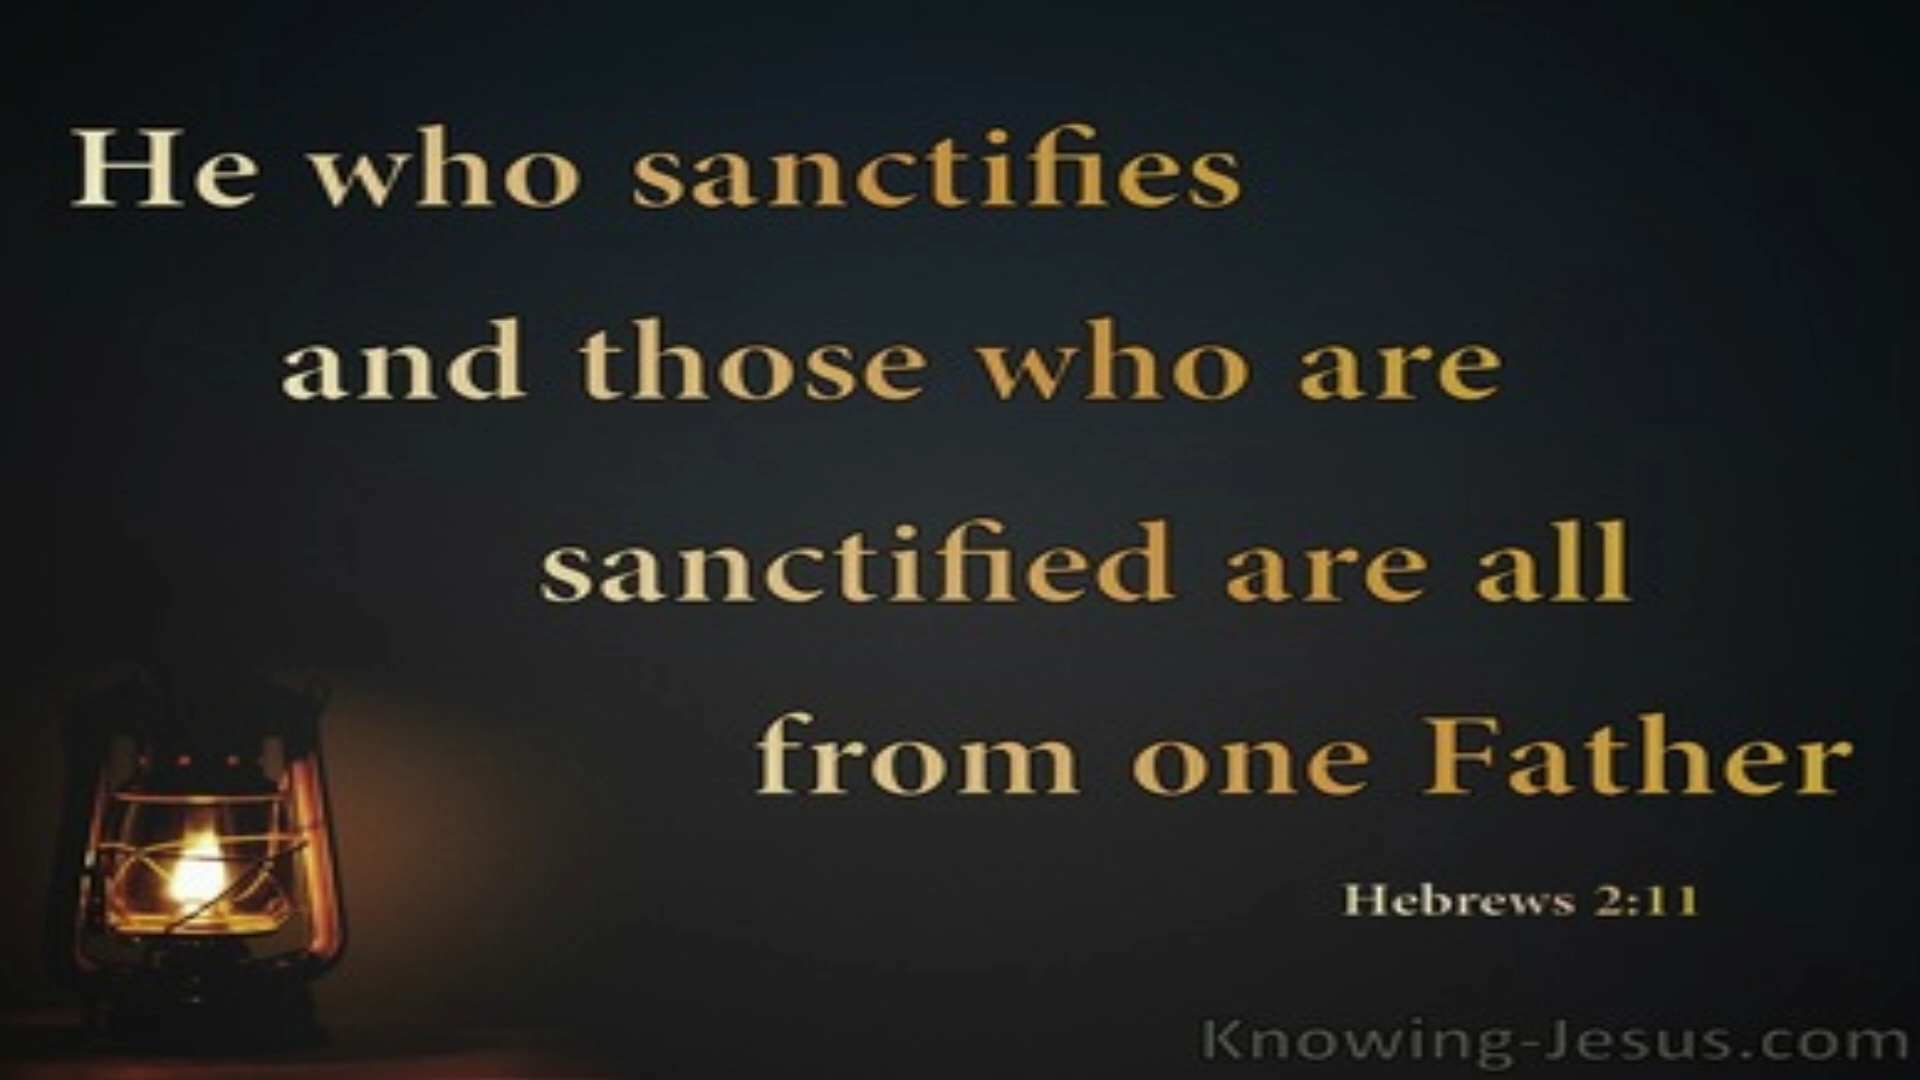 He who sanctifies
and those who are
sanctified are all
from one Father
Hebrews 2:11
Knowing-Jesus.com